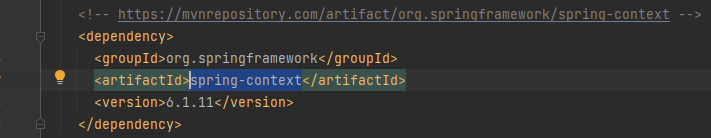 <!-- https://mvnrepository.com/artifact/org.springframework/spring-context -->
<dependency>
<groupId>org.springframework</groupId>
<artifactId>spring-context</artifactId>
<version>6.1.11</version>
</dependency>